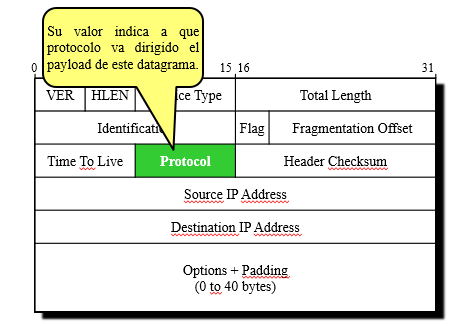 Su valor indica a que
protocolo va dirigido el
payload de este datagrama.
0 15 16 31
VER HLEN Type Total Length
Flag Fragmentation Offset
Time To Live Protocol Header Checksum
Source IP Address
Destination IP Address
Options + Padding
(0 to 40 bytes)